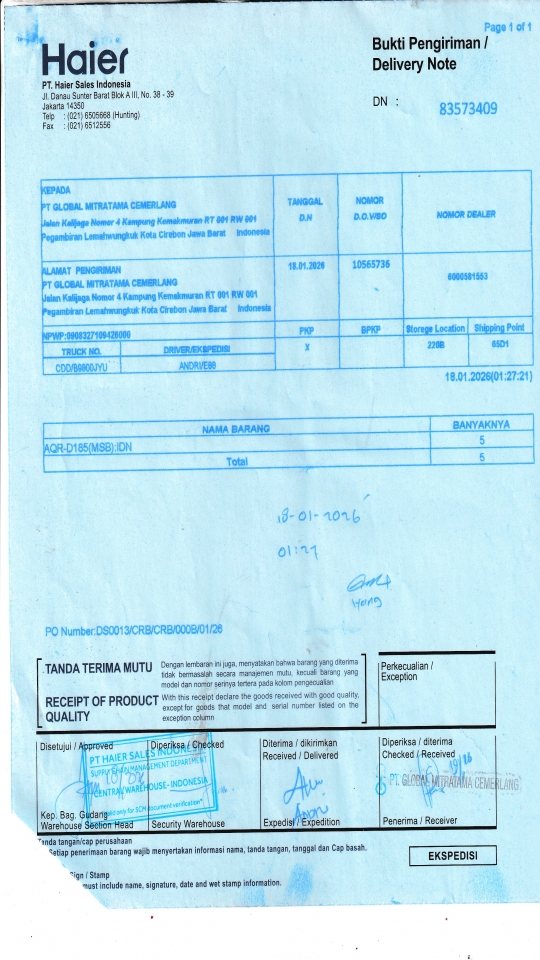 Page 1 of 1
Haier
Bukti Pengiriman /
Delivery Note
PT. Haier Sales Indonesia
Jl. Danau Sunter Barat Blok A III, No. 38 - 39
Jakarta 14350
Telp : (021) 6505668 (Hunting)
Fax : (021) 6512556
DN : 83573409
KEPADA
PT GLOBAL MITRATAMA CEMERLANG
Jalan Kalijaga Nomor 4 Kampung Kemakmuran RT 001 RW 001
Pegambiran Lemahwungkuk Kota Cirebon Jawa Barat Indonesia
TANGGAL
D.N
NOMOR
D.O.V/SO
NOMOR DEALER
ALAMAT PENGIRIMAN
PT GLOBAL MITRATAMA CEMERLANG
Jalan Kalijaga Nomor 4 Kampung Kemakmuran RT 001 RW 001
Pegambiran Lemahwungkuk Kota Cirebon Jawa Barat Indonesia
18.01.2026
10565736
NPWP:0908327109426000
PKP
BPKP
Storege Location
Shipping Point
TRUCK NO.
DRIVER/EKSPEDISI
X
220B
65D1
ANDRI/E89
18.01.2026(01:27:21)
NAMA BARANG
BANYAKNYA
AQR-D185(MSB):IDN
5
Total
5
18-01-2026
01:27
PO Number:DS0013/CRB/CRB/000B/01/26
TANDA TERIMA MUTU
Dengan lembaran ini juga, menyatakan bahwa barang yang diterima
tidak bermasalah secara manajemen mutu, kecuali barang yang
model dan nomor serinya tertera pada kolom pengecualian
RECEIPT OF PRODUCT
QUALITY
With this receipt declare the goods received with good quality,
except for goods that model and serial number listed on the
exception column
Perkecualian /
Exception
Disetujui / Approved
Diperiksa / Checked
Diterima / dikirimkan
Received / Delivered
Diperiksa / diterima
Checked / Received
PT HAIER SALES INDONESIA
SUPPLY CHAIN MANAGEMENT DEPARTMENT
CENTRAL WAREHOUSE - INDONESIA
only for SCM document verification*
PT. GLOBAL MITRATAMA CEMERLANG
Andri
Kep. Bag. Gudang
Warehouse Section Head
Security Warehouse
Expedisi / Expedition
Penerima / Receiver
Tanda tangan/cap perusahaan
Setiap penerimaan barang wajib menyertakan informasi nama, tanda tangan, tanggal dan Cap basah.
EKSPEDISI
Sign / Stamp
must include name, signature, date and wet stamp information.